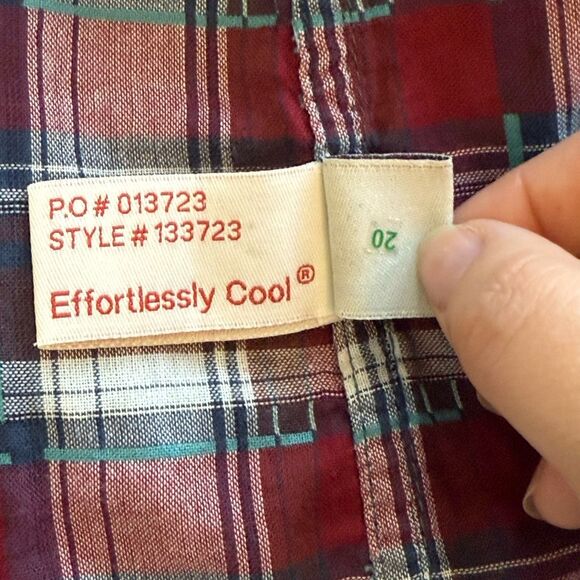 P.O # 013723
STYLE # 133723
Effortlessly Cool ®
20